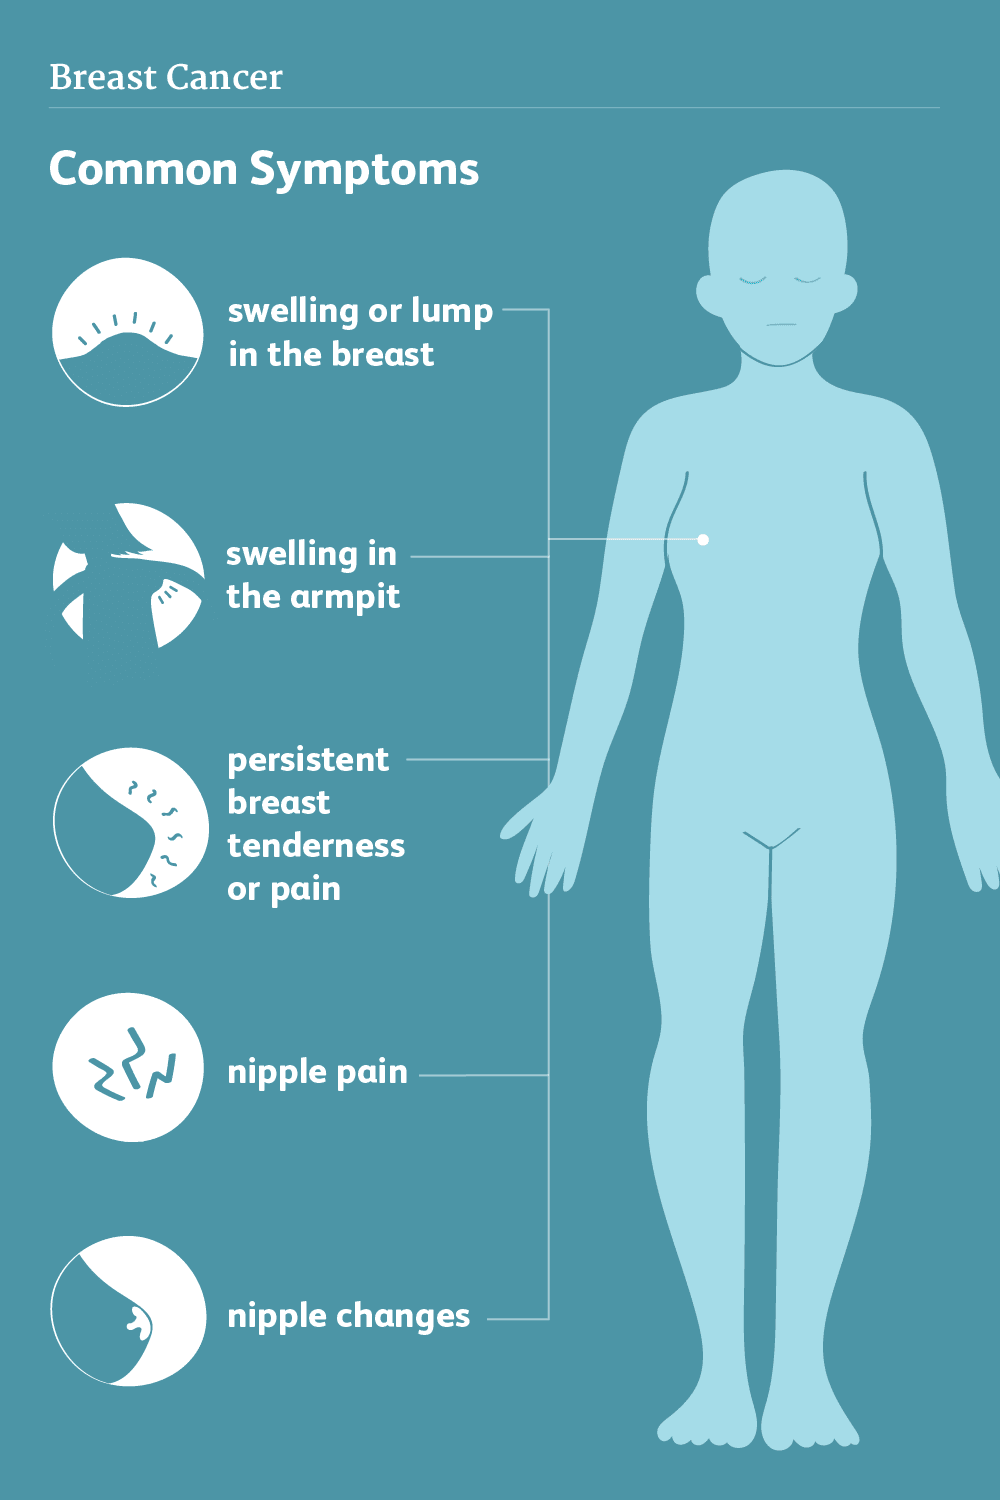 Breast Cancer
Common Symptoms
swelling or lump
in the breast
swelling in
the armpit
persistent
breast
tenderness
or pain
nipple pain
nipple changes